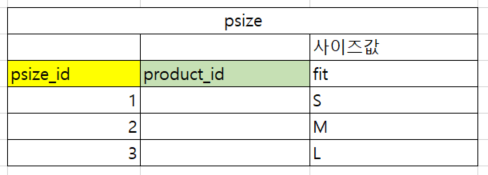 psize
사이즈값
psize_id product_id fit
1 S
2 M
3 L